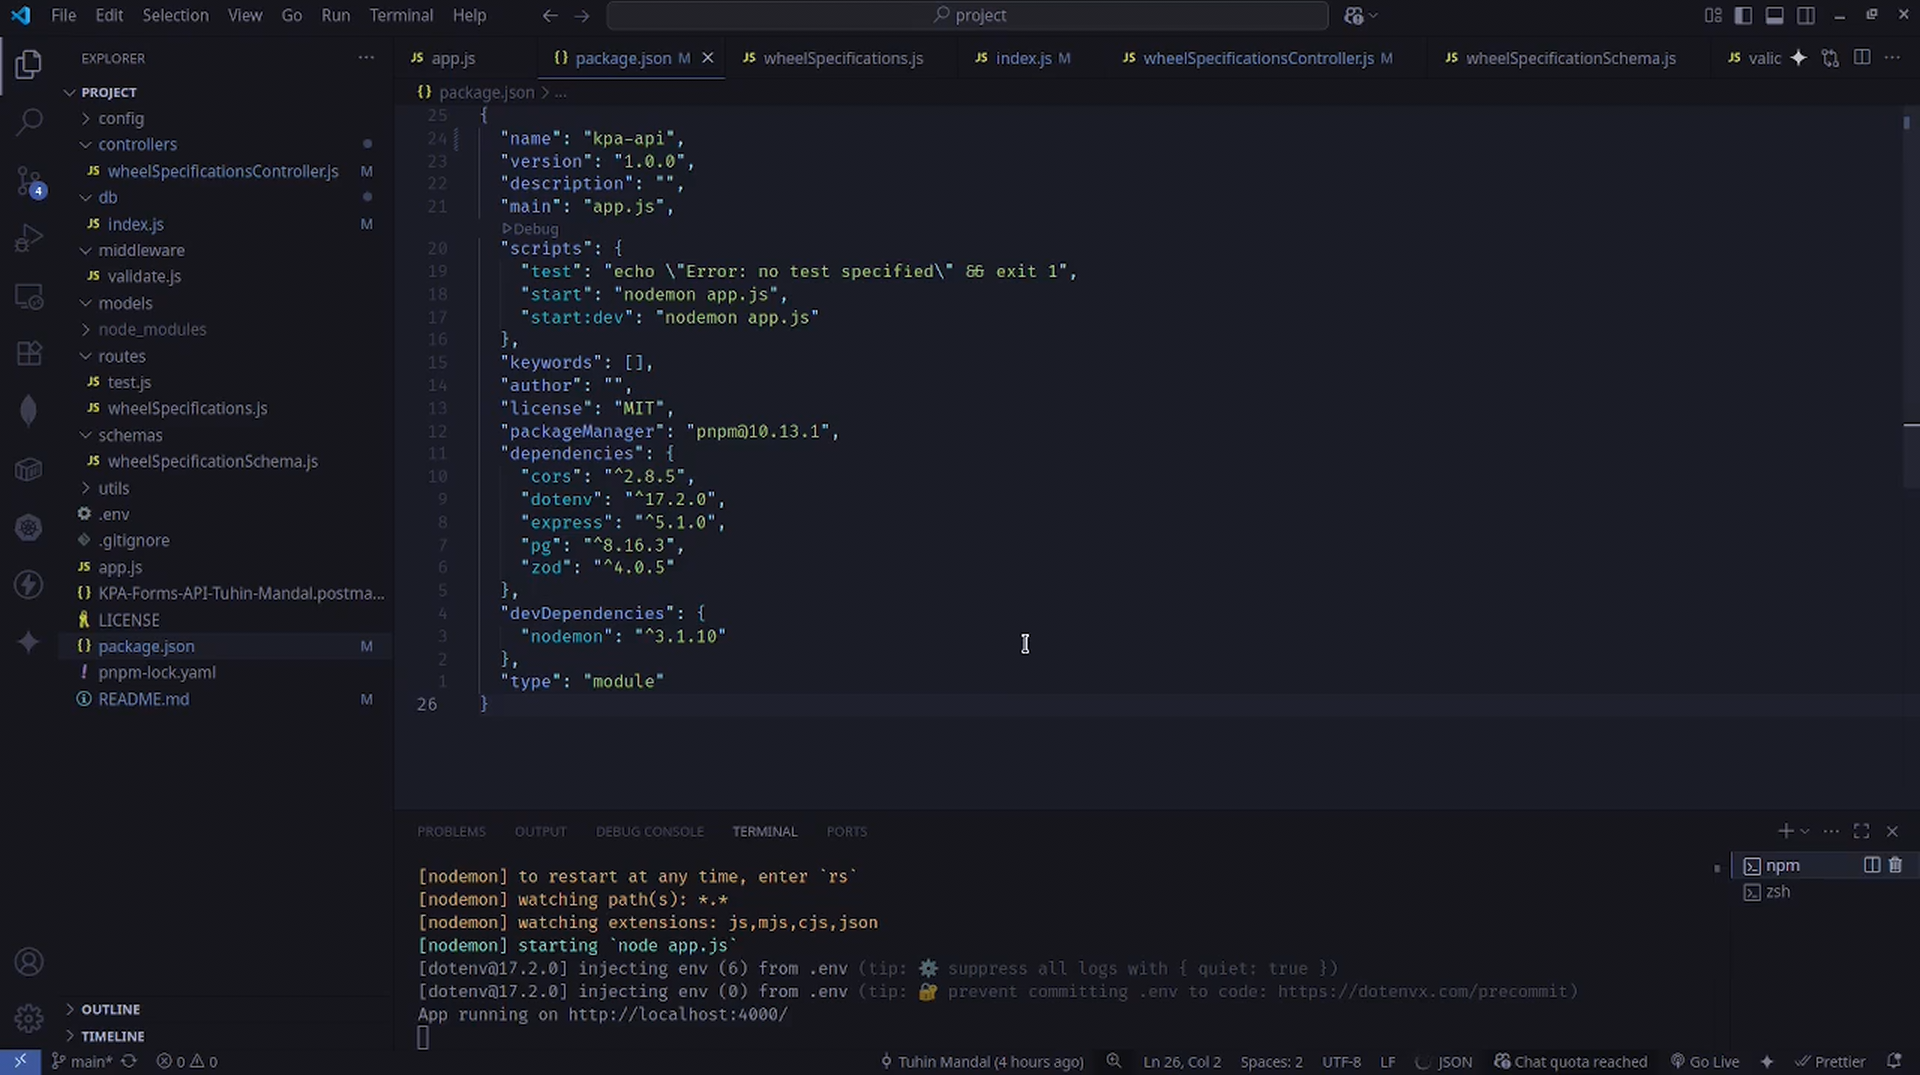 File Edit Selection View Go Run Terminal Help
project
EXPLORER
PROJECT
config
controllers
JS wheelSpecificationsController.js M
db
JS index.js M
middleware
JS validate.js
models
node_modules
routes
JS test.js
JS wheelSpecifications.js
schemas
JS wheelSpecificationSchema.js
utils
.env
.gitignore
JS app.js
{} KPA-Forms-API-Tuhin-Mandal.postma...
LICENSE
{} package.json M
! pnpm-lock.yaml
README.md M
OUTLINE
TIMELINE
4
JS app.js {} package.json M JS wheelSpecifications.js JS index.js M JS wheelSpecificationsController.js M JS wheelSpecificationSchema.js JS valic
{} package.json > ...
25 {
24 "name": "kpa-api",
23 "version": "1.0.0",
22 "description": "",
21 "main": "app.js",
Debug
20 "scripts": {
19 "test": "echo \"Error: no test specified\" && exit 1",
18 "start": "nodemon app.js",
17 "start:dev": "nodemon app.js"
16 },
15 "keywords": [],
14 "author": "",
13 "license": "MIT",
12 "packageManager": "pnpm@10.13.1",
11 "dependencies": {
10 "cors": "^2.8.5",
9 "dotenv": "^17.2.0",
8 "express": "^5.1.0",
7 "pg": "^8.16.3",
6 "zod": "^4.0.5"
5 },
4 "devDependencies": {
3 "nodemon": "^3.1.10"
2 },
1 "type": "module"
26 }
PROBLEMS OUTPUT DEBUG CONSOLE TERMINAL PORTS
[nodemon] to restart at any time, enter `rs`
[nodemon] watching path(s): *.*
[nodemon] watching extensions: js,mjs,cjs,json
[nodemon] starting `node app.js`
[dotenv@17.2.0] injecting env (6) from .env (tip: ⚙️ suppress all logs with { quiet: true })
[dotenv@17.2.0] injecting env (0) from .env (tip: 🔐 prevent committing .env to code: https://dotenvx.com/precommit)
App running on http://localhost:4000/
npm
zsh
main* 0 0 Tuhin Mandal (4 hours ago) Ln 26, Col 2 Spaces: 2 UTF-8 LF JSON Chat quota reached Go Live Prettier